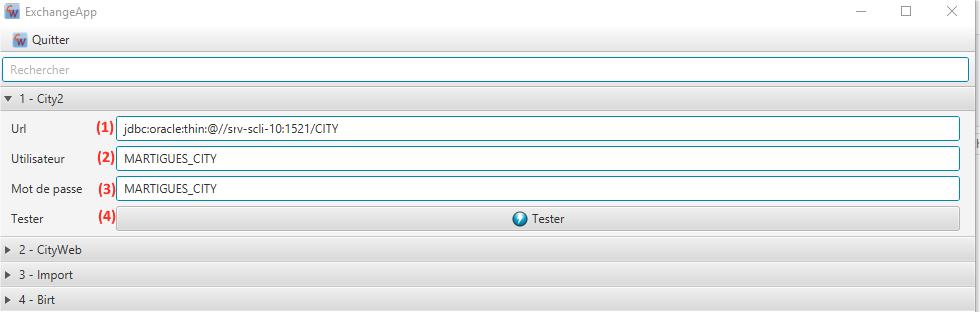 ExchangeApp
Quitter
Rechercher
1 - City2
Url (1) jdbc:oracle:thin:@//srv-scli-10:1521/CITY
Utilisateur (2) MARTIGUES_CITY
Mot de passe (3) MARTIGUES_CITY
Tester (4) Tester
2 - CityWeb
3 - Import
4 - Birt